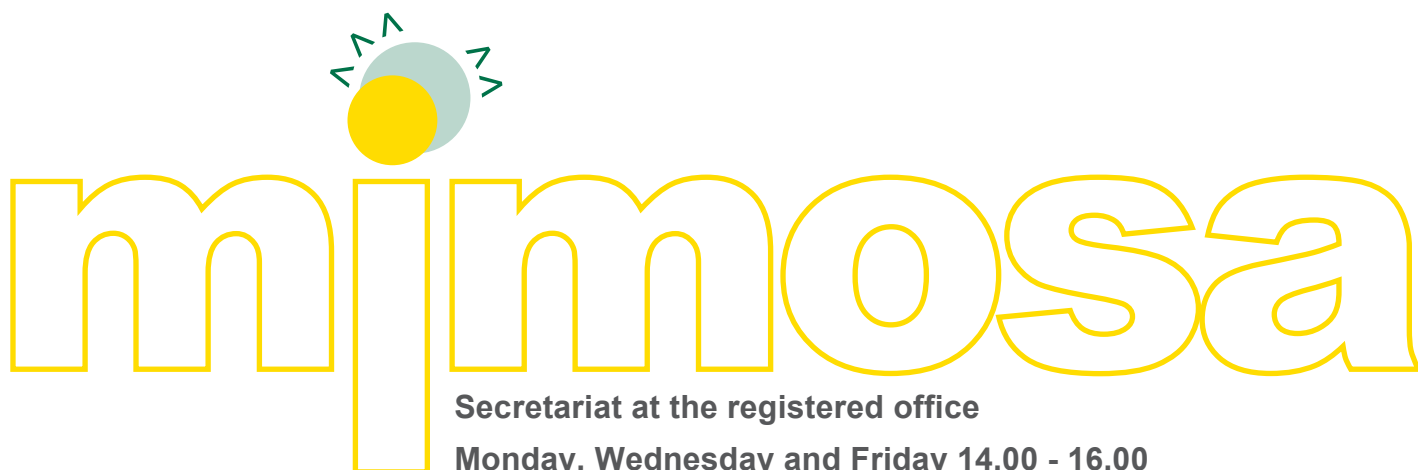 mimosa
Secretariat at the registered office
Monday, Wednesday and Friday 14.00 - 16.00